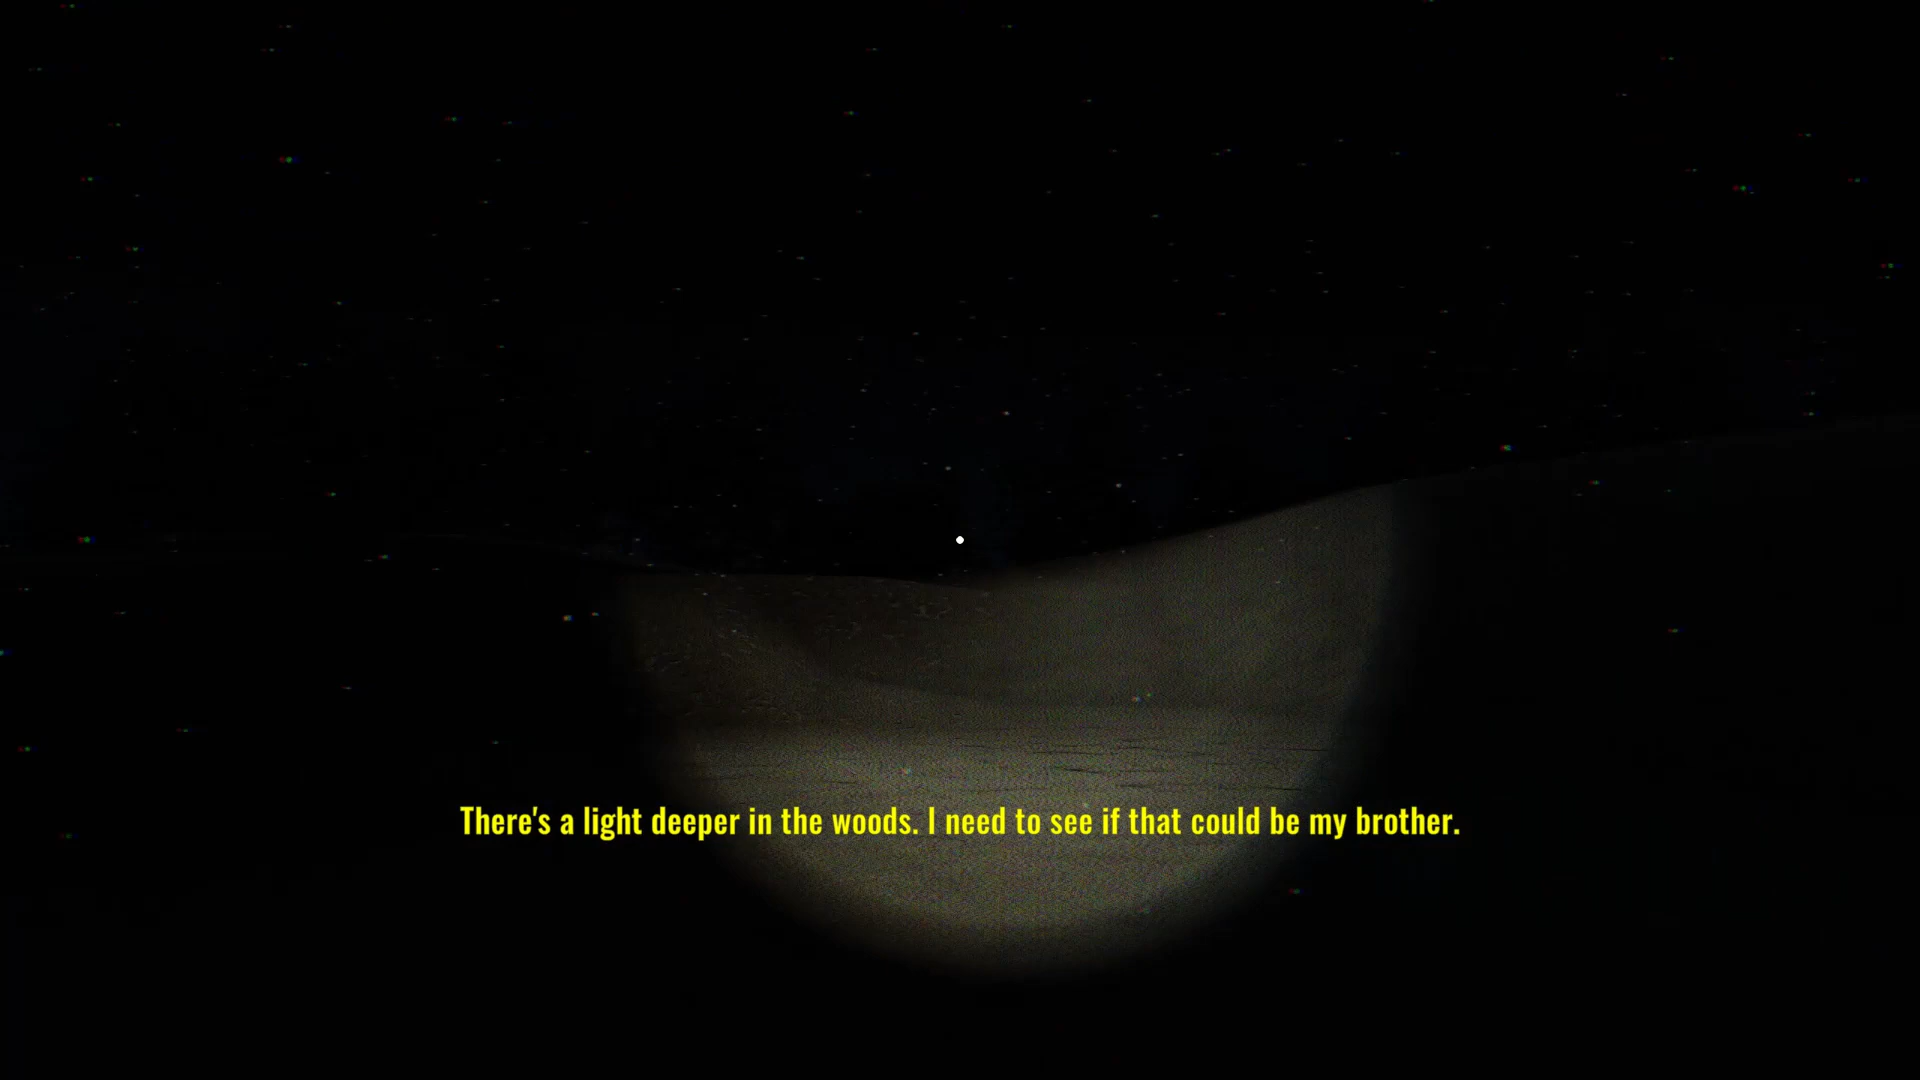 There's a light deeper in the woods. I need to see if that could be my brother.